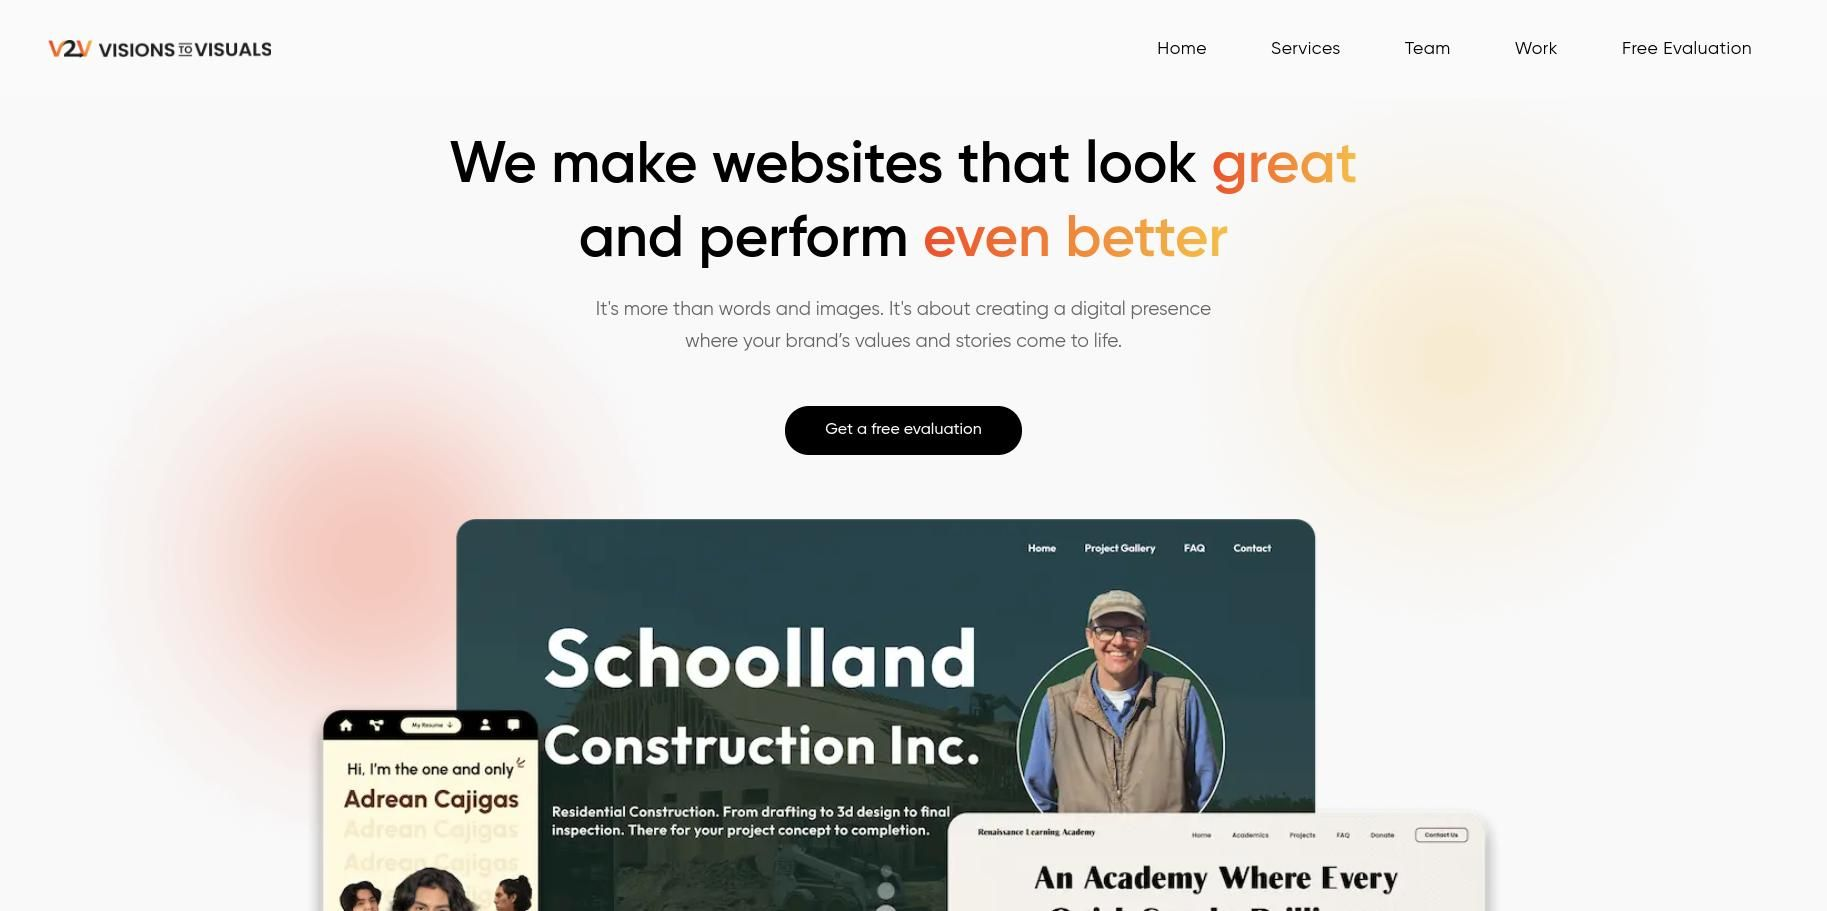 V2V VISIONS TO VISUALS
Home Services Team Work Free Evaluation
We make websites that look great
and perform even better
It's more than words and images. It's about creating a digital presence
where your brand’s values and stories come to life.
Get a free evaluation
Home Project Gallery FAQ Contact
Schoolland
Construction Inc.
Residential Construction. From drafting to 3d design to final
inspection. There for your project concept to completion.
My Resume
Hi, I'm the one and only
Adrean Cajigas
Adrean Cajigas
Adrean Cajigas
Renaissance Learning Academy
Home Academics Projects FAQ Donate Contact Us
An Academy Where Every